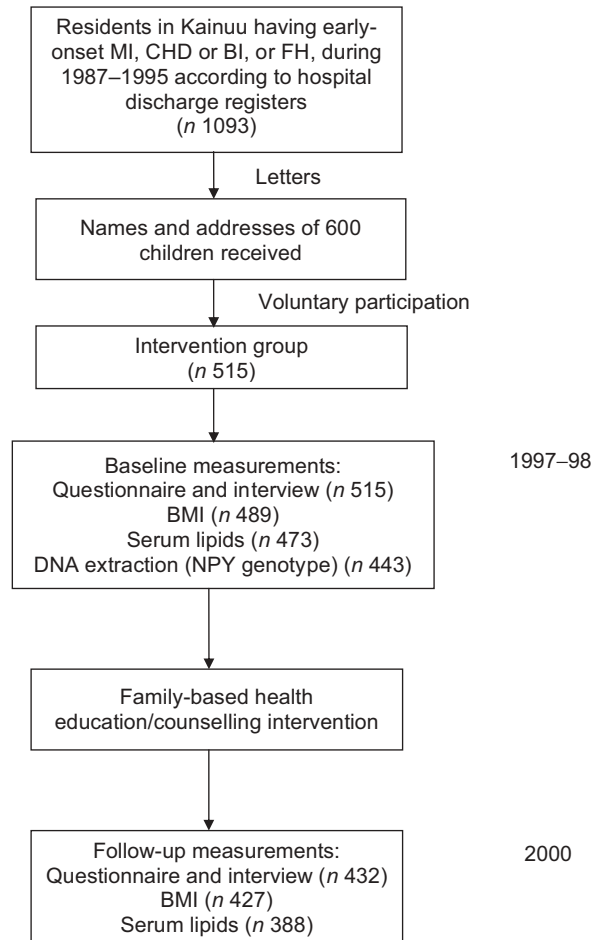 Residents in Kainuu having early-
onset MI, CHD or BI, or FH, during
1987–1995 according to hospital
discharge registers
(n 1093)
Letters
Names and addresses of 600
children received
Voluntary participation
Intervention group
(n 515)
Baseline measurements:
Questionnaire and interview (n 515)
BMI (n 489)
Serum lipids (n 473)
DNA extraction (NPY genotype) (n 443)
1997–98
Family-based health
education/counselling intervention
Follow-up measurements:
Questionnaire and interview (n 432)
BMI (n 427)
Serum lipids (n 388)
2000